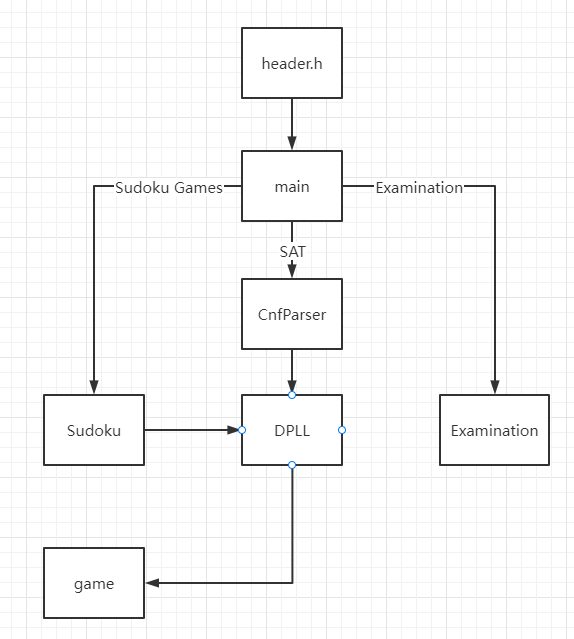 header.h
main
Sudoku Games
Examination
SAT
CnfParser
Sudoku
DPLL
Examination
game